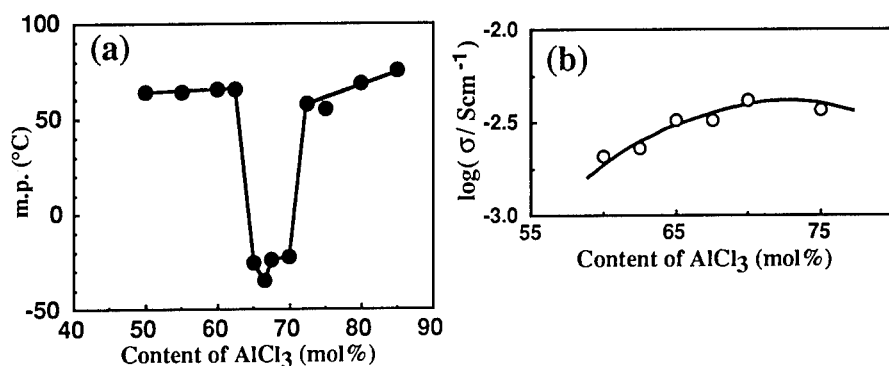 (a)
m.p. (°C)
100
50
0
-50
40 50 60 70 80 90
Content of AlCl3 (mol%)
(b)
log( σ/ Scm-1)
-2.0
-2.5
-3.0
55 65 75
Content of AlCl3 (mol%)